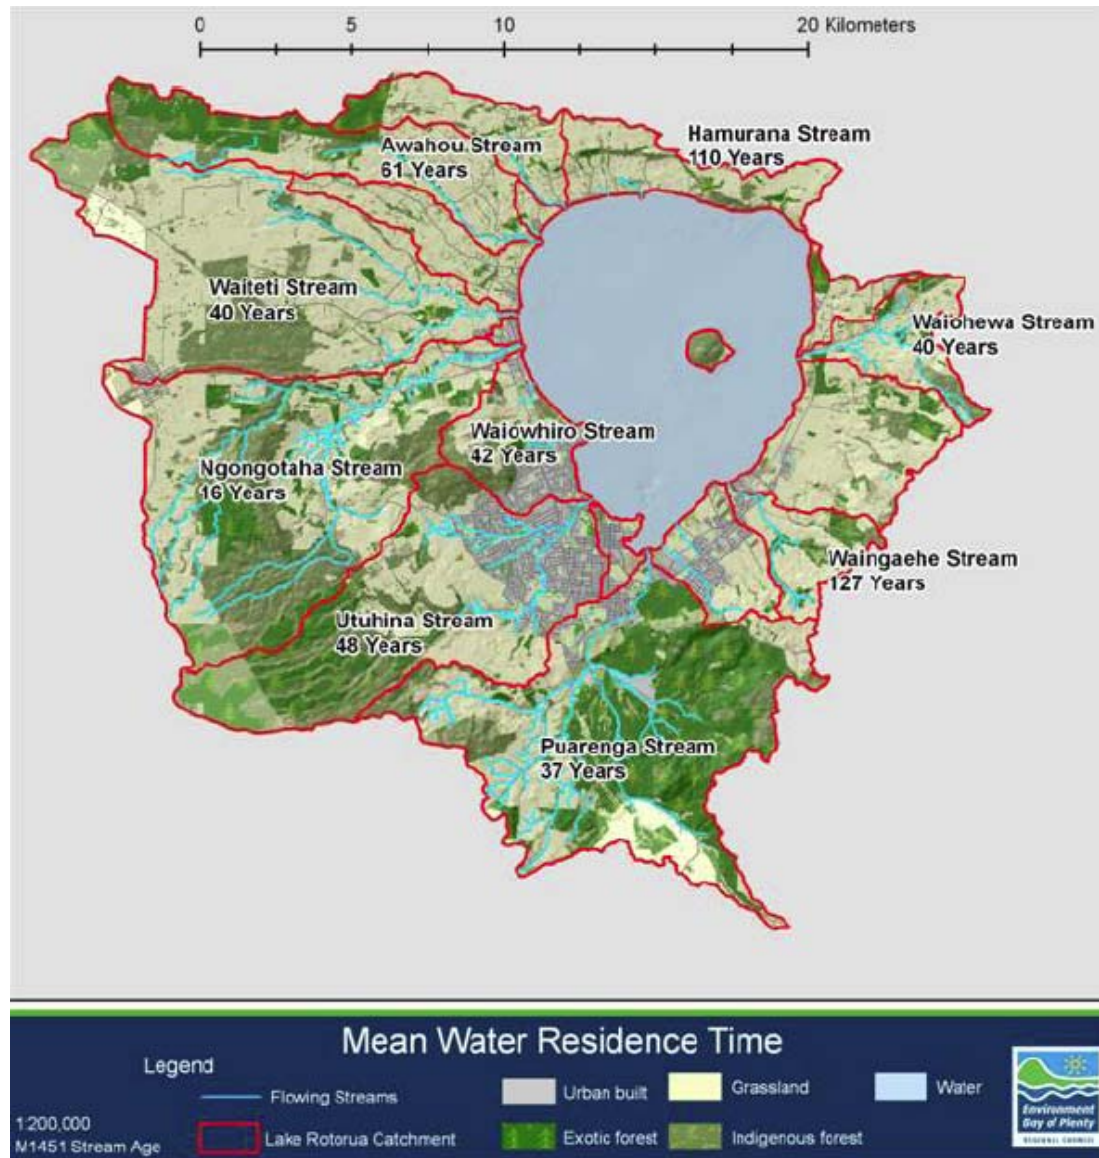 0 5 10 20 Kilometers
Hamurana Stream
110 Years
Awahou Stream
61 Years
Waiteti Stream
40 Years
Waiohewa Stream
40 Years
Waiowhiro Stream
42 Years
Ngongotaha Stream
16 Years
Waingaehe Stream
127 Years
Utuhina Stream
48 Years
Puarenga Stream
37 Years
Mean Water Residence Time
Legend
Flowing Streams
Urban built
Grassland
Water
1:200,000
M1451 Stream Age
Lake Rotorua Catchment
Exotic forest
Indigenous forest
Environment
Bay of Plenty
REGIONAL COUNCIL